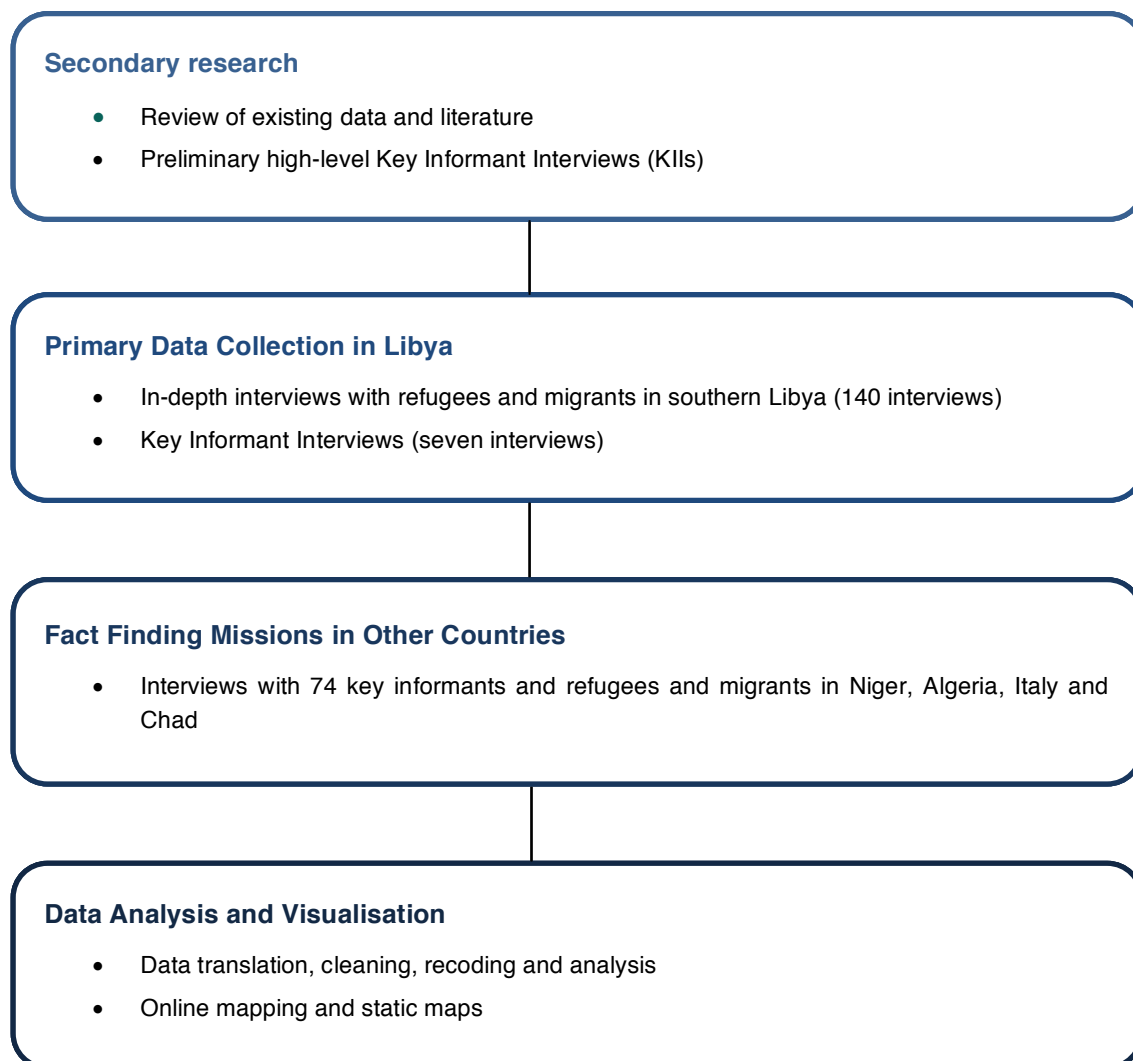 Secondary research
• Review of existing data and literature
• Preliminary high-level Key Informant Interviews (KIIs)
Primary Data Collection in Libya
• In-depth interviews with refugees and migrants in southern Libya (140 interviews)
• Key Informant Interviews (seven interviews)
Fact Finding Missions in Other Countries
• Interviews with 74 key informants and refugees and migrants in Niger, Algeria, Italy and
Chad
Data Analysis and Visualisation
• Data translation, cleaning, recoding and analysis
• Online mapping and static maps